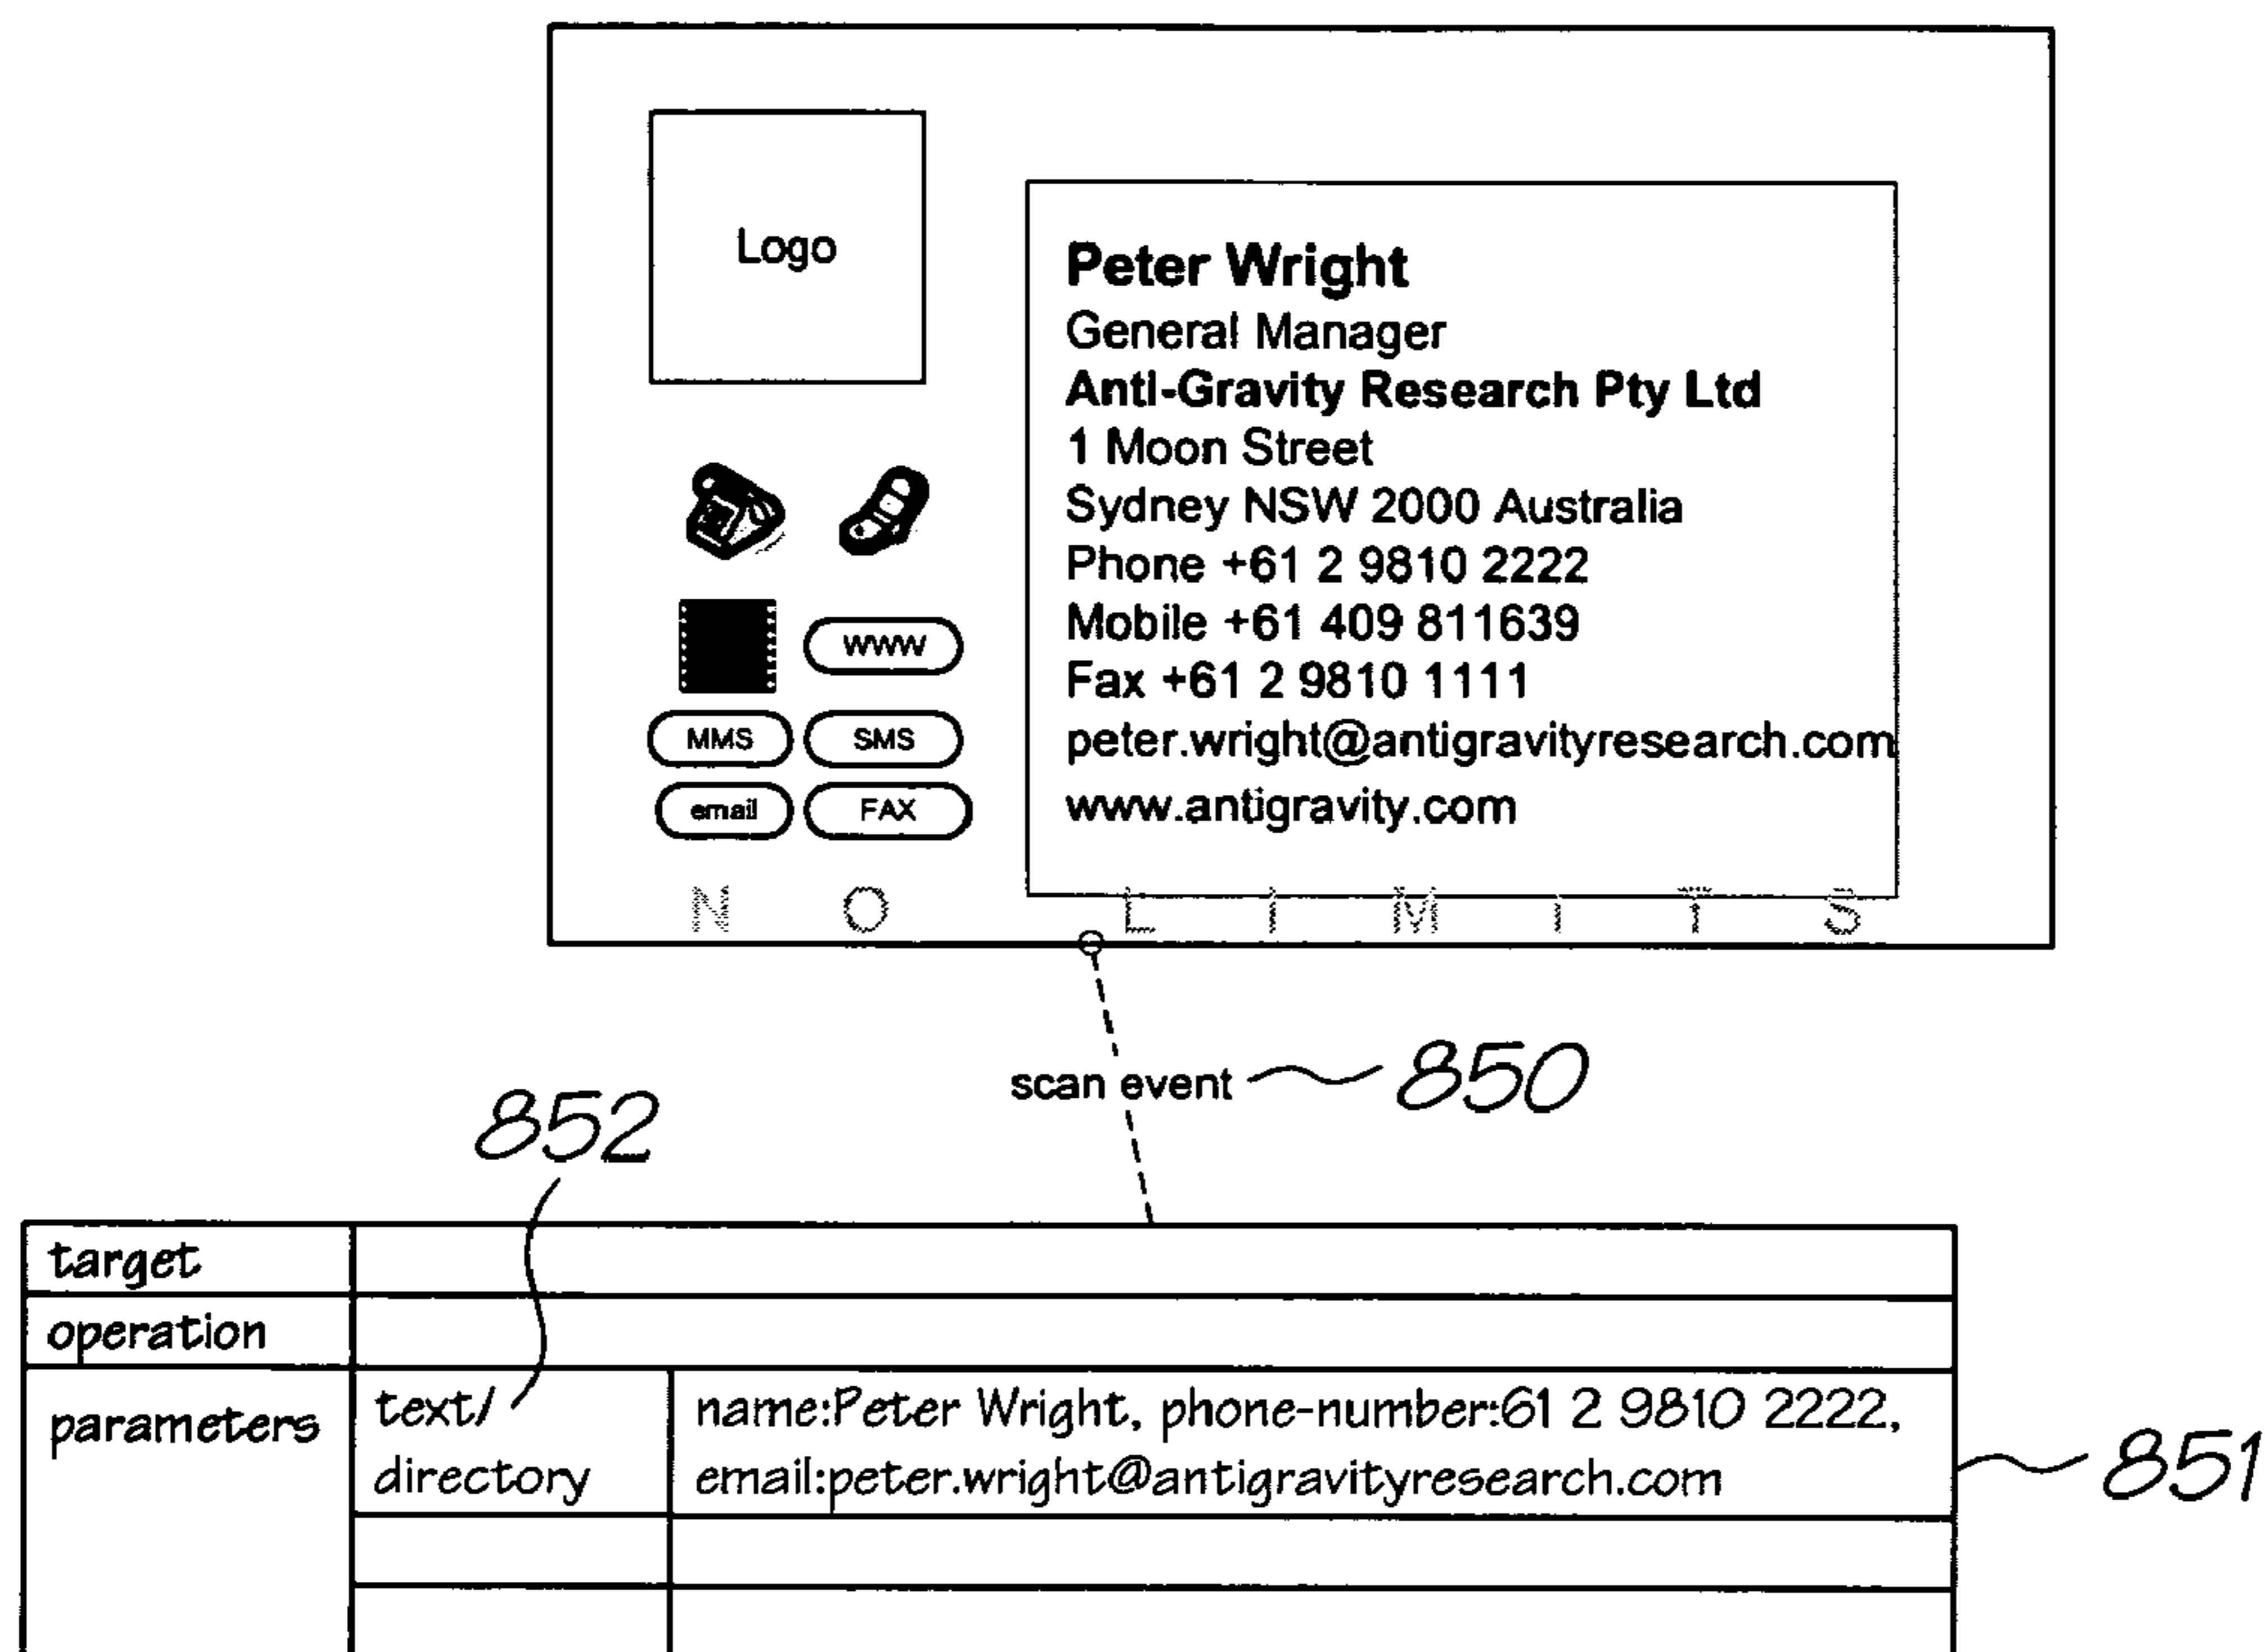 Logo
Peter Wright
General Manager
Anti-Gravity Research Pty Ltd
1 Moon Street
Sydney NSW 2000 Australia
Phone +61 2 9810 2222
Mobile +61 409 811639
Fax +61 2 9810 1111
peter.wright@antigravityresearch.com
www.antigravity.com
WWW
MMS SMS
email FAX
N O L I M I T S
scan event 850
852
target
operation
parameters
text/
directory
name:Peter Wright, phone-number:61 2 9810 2222,
email:peter.wright@antigravityresearch.com
851